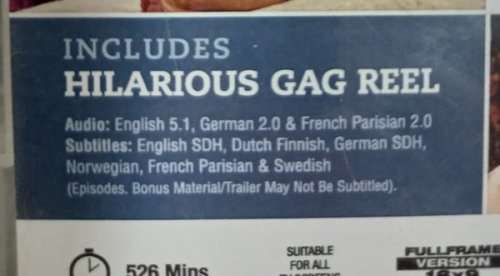 INCLUDES
HILARIOUS GAG REEL
Audio: English 5.1, German 2.0 & French Parisian 2.0
Subtitles: English SDH, Dutch Finnish, German SDH,
Norwegian, French Parisian & Swedish
(Episodes. Bonus Material/Trailer May Not Be Subtitled).
526 Mins
SUITABLE
FOR ALL
TV SCREENS
FULLFRAME
VERSION